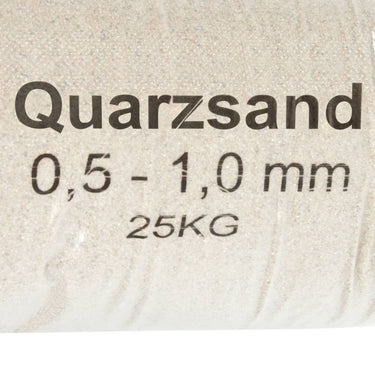 Quarzsand
0,5 - 1,0 mm
25KG